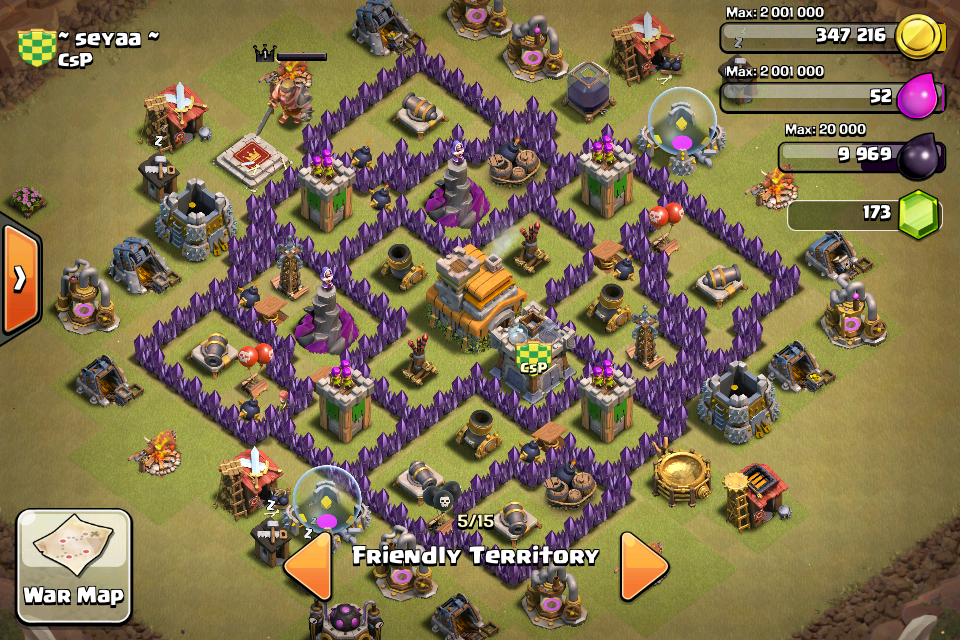 ~ seyaa ~
CsP
Max: 2 001 000
347 216
Max: 2 001 000
52
Max: 20 000
9 969
173
z
z
CsP
5/15
z
z
z
Friendly Territory
War Map